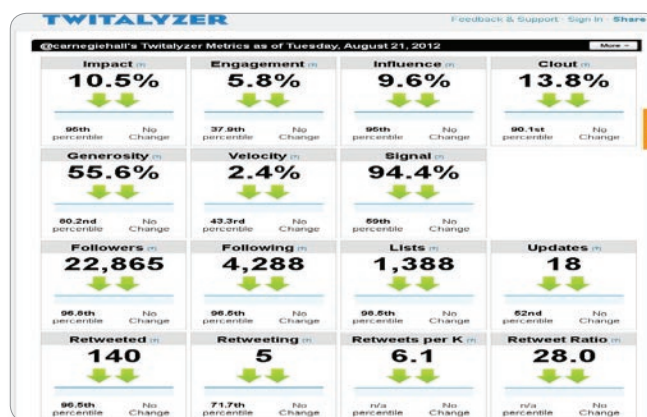 TWITALYZER
Feedback & Support · Sign In · Share
@carnegiehall's Twitalyzer Metrics as of Tuesday, August 21, 2012
More
Impact (?) Engagement (?) Influence (?) Clout (?)
10.5% 5.8% 9.6% 13.8%
95th No 37.9th No 95th No 90.1st No
percentile Change percentile Change percentile Change percentile Change
Generosity (?) Velocity (?) Signal (?)
55.6% 2.4% 94.4%
80.2nd No 43.3rd No 59th No
percentile Change percentile Change percentile Change
Followers (?) Following (?) Lists (?) Updates (?)
22,865 4,288 1,388 18
No No No 52nd No
percentile Change percentile Change percentile Change percentile Change
Retweeted (?) Retweeting (?) Retweets per K (?) Retweet Ratio (?)
140 5 6.1 28.0
96.5th No 71.7th No n/a No n/a No
percentile Change percentile Change percentile Change percentile Change